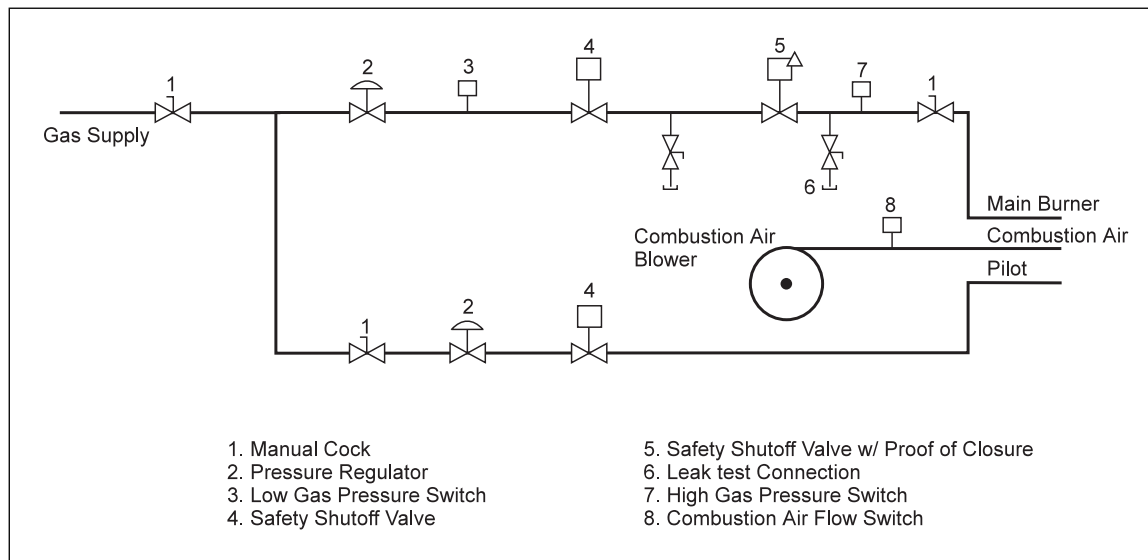 4
5
2
3
7
1
1
Gas Supply
6
Main Burner
8
Combustion Air
Combustion Air
Blower
Pilot
4
2
1
1. Manual Cock
2. Pressure Regulator
3. Low Gas Pressure Switch
4. Safety Shutoff Valve
5. Safety Shutoff Valve w/ Proof of Closure
6. Leak test Connection
7. High Gas Pressure Switch
8. Combustion Air Flow Switch